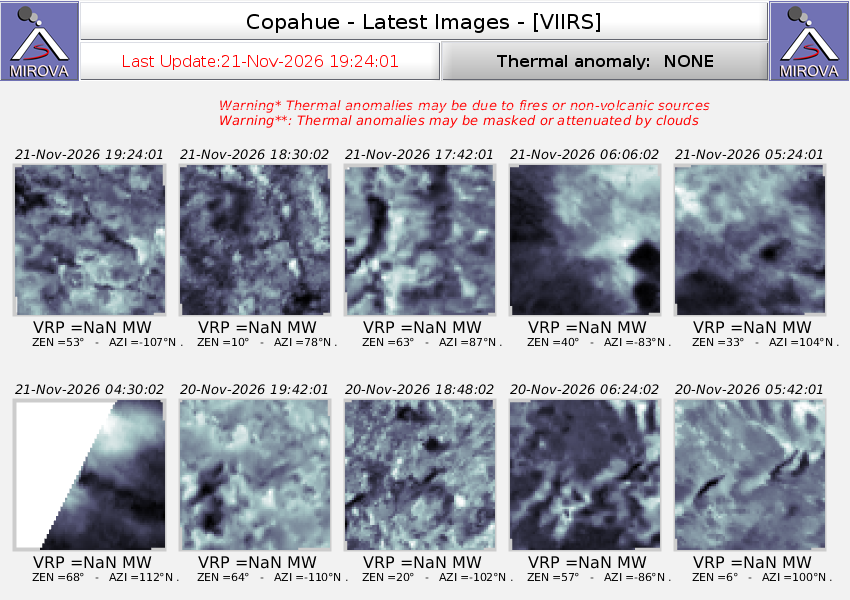 Copahue - Latest Images - [VIIRS]
MIROVA
Last Update:21-Nov-2026 19:24:01
Thermal anomaly: NONE
MIROVA
Warning* Thermal anomalies may be due to fires or non-volcanic sources
Warning**: Thermal anomalies may be masked or attenuated by clouds
21-Nov-2026 19:24:01 21-Nov-2026 18:30:02 21-Nov-2026 17:42:01 21-Nov-2026 06:06:02 21-Nov-2026 05:24:01
VRP =NaN MW VRP =NaN MW VRP =NaN MW VRP =NaN MW VRP =NaN MW
ZEN =53° - AZI =-107°N . ZEN =10° - AZI =78°N . ZEN =63° - AZI =87°N . ZEN =40° - AZI =-83°N . ZEN =33° - AZI =104°N .
21-Nov-2026 04:30:02 20-Nov-2026 19:42:01 20-Nov-2026 18:48:02 20-Nov-2026 06:24:02 20-Nov-2026 05:42:01
VRP =NaN MW VRP =NaN MW VRP =NaN MW VRP =NaN MW VRP =NaN MW
ZEN =68° - AZI =112°N . ZEN =64° - AZI =-110°N . ZEN =20° - AZI =-102°N . ZEN =57° - AZI =-86°N . ZEN =6° - AZI =100°N .